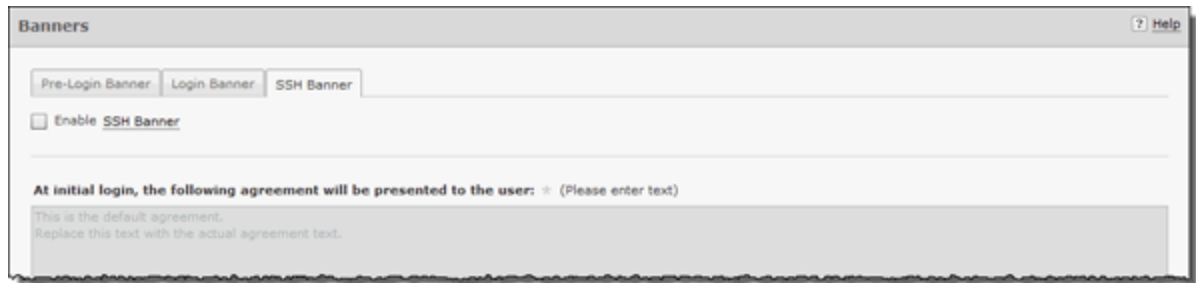 Banners
? Help
Pre-Login Banner Login Banner SSH Banner
Enable SSH Banner
At initial login, the following agreement will be presented to the user: * (Please enter text)
This is the default agreement.
Replace this text with the actual agreement text.